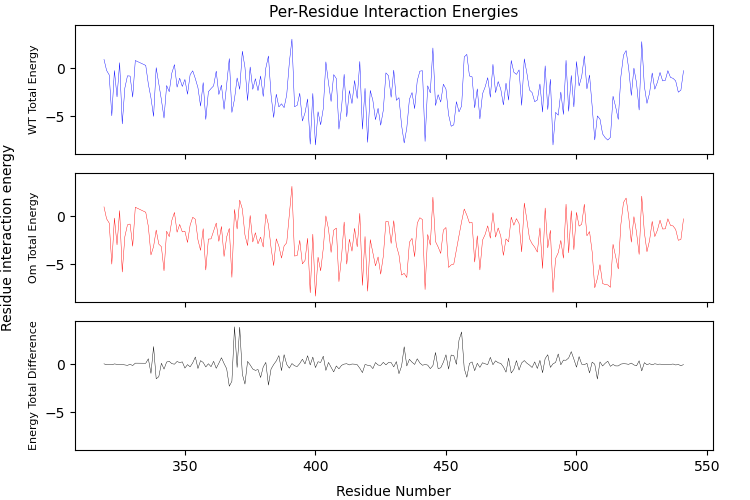 Per-Residue Interaction Energies
Residue interaction energy
WT Total Energy
0
−5
Om Total Energy
0
−5
Energy Total Difference
0
−5
350
400
450
500
550
Residue Number